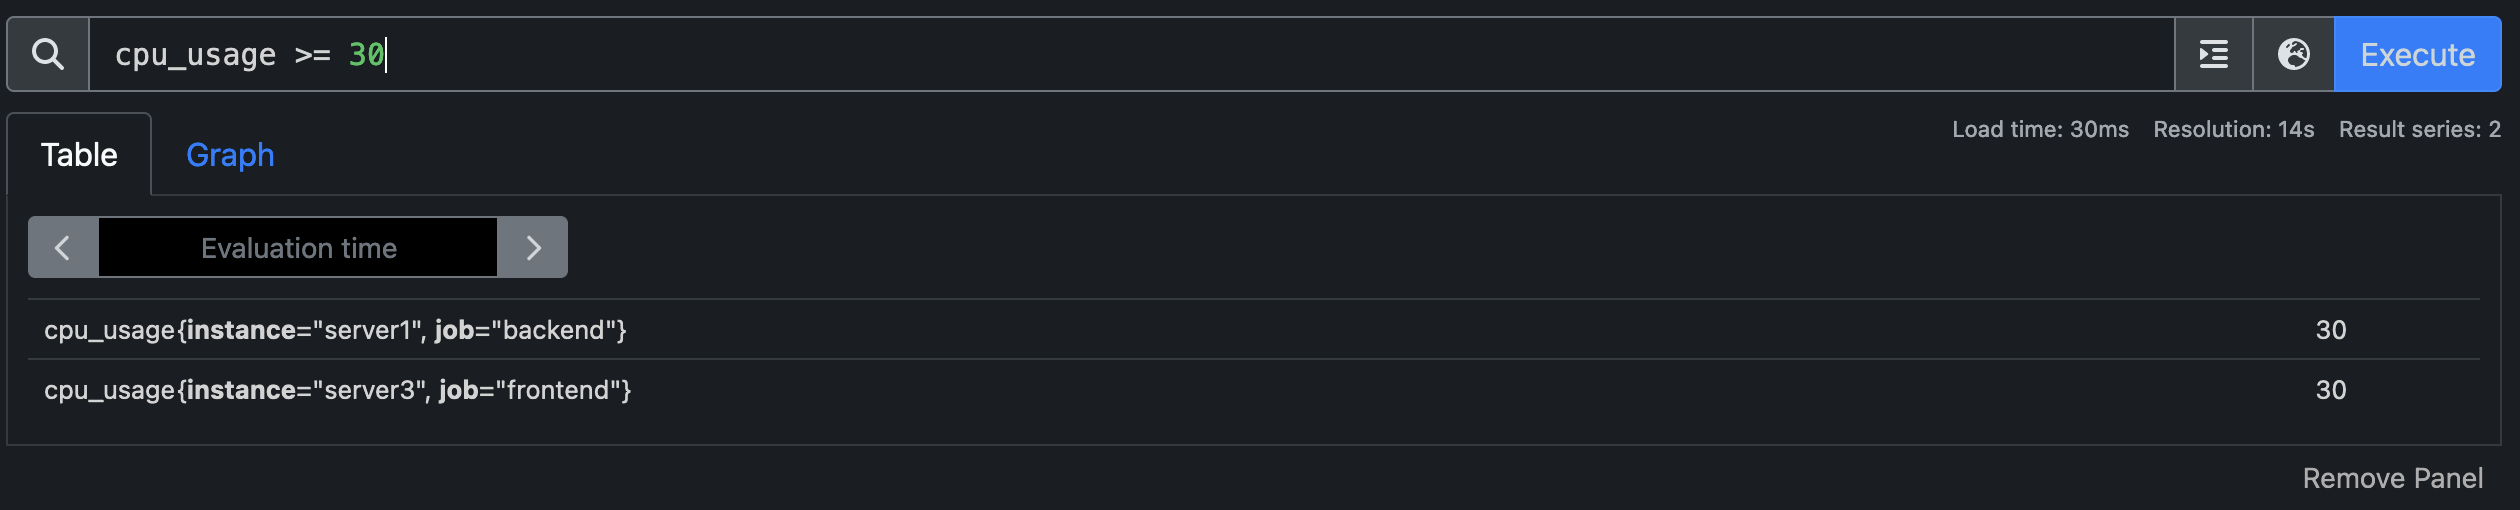 cpu_usage >= 30
Execute
Table
Graph
Load time: 30ms Resolution: 14s Result series: 2
Evaluation time
cpu_usage{instance="server1", job="backend"} 30
cpu_usage{instance="server3", job="frontend"} 30
Remove Panel